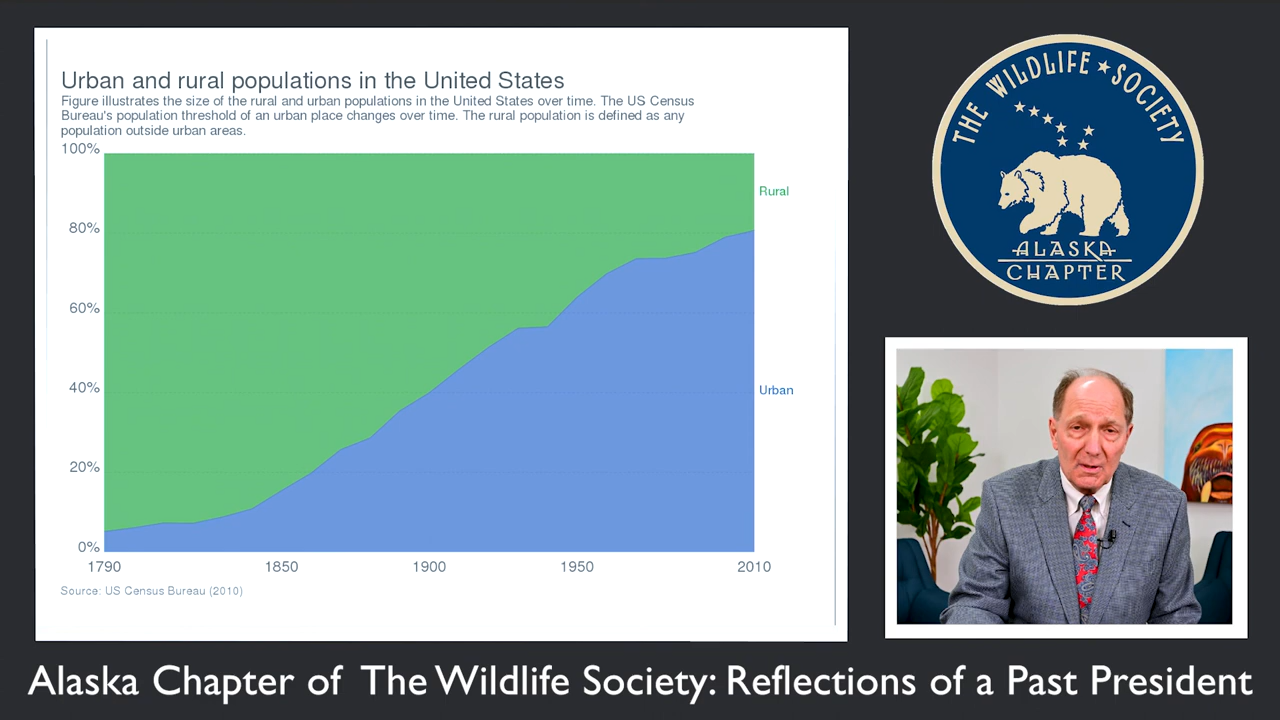 Urban and rural populations in the United States
Figure illustrates the size of the rural and urban populations in the United States over time. The US Census
Bureau's population threshold of an urban place changes over time. The rural population is defined as any
population outside urban areas.
100%
80%
60%
40%
20%
0%
Rural
Urban
1790 1850 1900 1950 2010
Source: US Census Bureau (2010)
THE WILDLIFE SOCIETY
ALASKA
CHAPTER
Alaska Chapter of The Wildlife Society: Reflections of a Past President